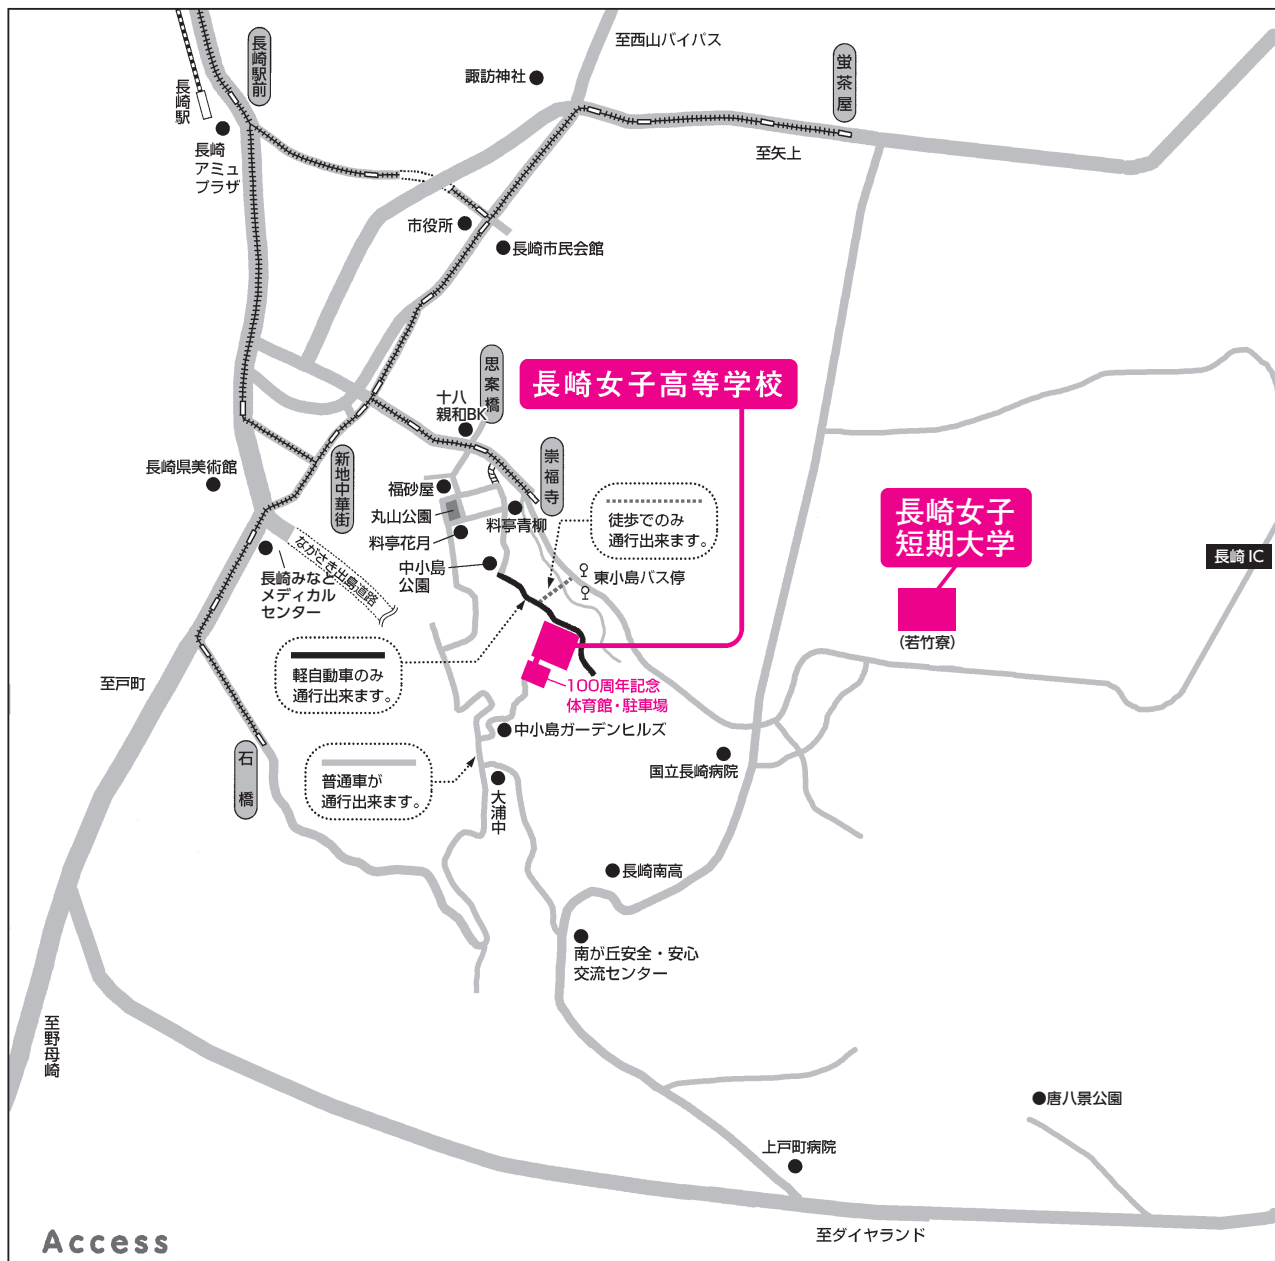 至西山バイパス
長崎駅前
諏訪神社
蛍茶屋
長崎駅
長崎
アミュ
プラザ
至矢上
市役所
長崎市民会館
思案橋
長崎女子高等学校
十八
親和BK
崇福寺
新地中華街
長崎県美術館
福砂屋
丸山公園
料亭青柳
料亭花月
徒歩でのみ
通行出来ます。
長崎女子
短期大学
長崎IC
ながさき出島道路
中小島
公園
東小島バス停
長崎みなと
メディカル
センター
(若竹寮)
軽自動車のみ
通行出来ます。
至戸町
100周年記念
体育館・駐車場
中小島ガーデンヒルズ
石橋
国立長崎病院
普通車が
通行出来ます。
大浦中
長崎南高
南が丘安全・安心
交流センター
至野母崎
唐八景公園
上戸町病院
至ダイヤランド
Access